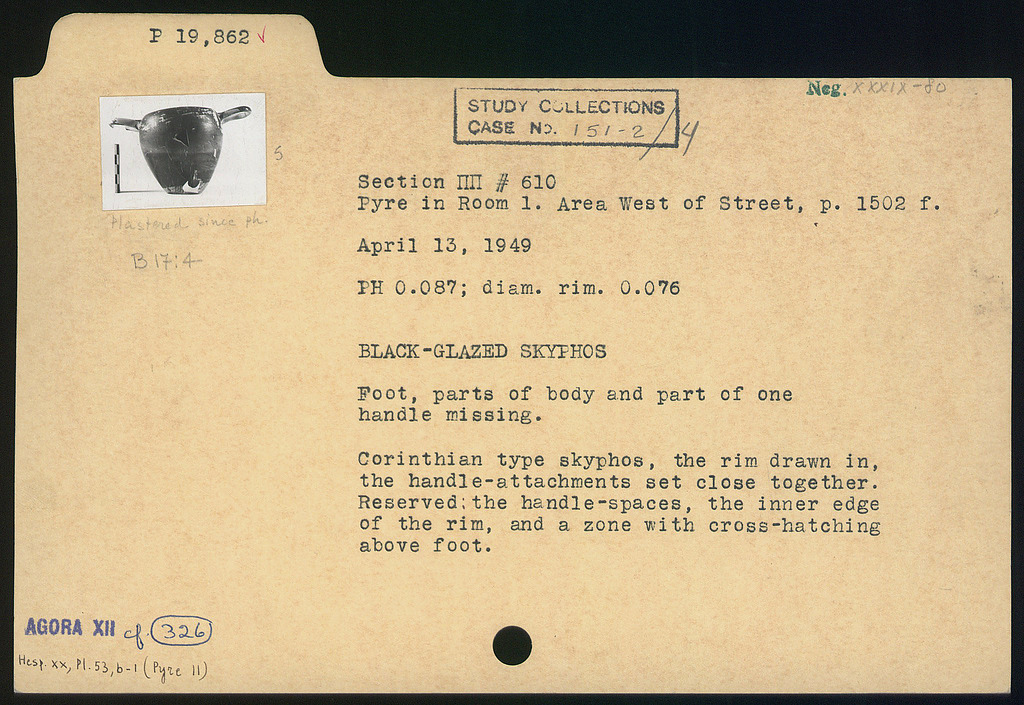 P 19,862 ✓
Neg. XXXIX-80
STUDY COLLECTIONS
CASE NO. 151-2/4
5
Plastered since ph.
B 17:4
Section ΠΠ # 610
Pyre in Room 1. Area West of Street, p. 1502 f.
April 13, 1949
PH 0.087; diam. rim. 0.076
BLACK-GLAZED SKYPHOS
Foot, parts of body and part of one
handle missing.
Corinthian type skyphos, the rim drawn in,
the handle-attachments set close together.
Reserved: the handle-spaces, the inner edge
of the rim, and a zone with cross-hatching
above foot.
AGORA XII cf. 326
Hesp. XX, Pl. 53, b-1 (Pyre 11)